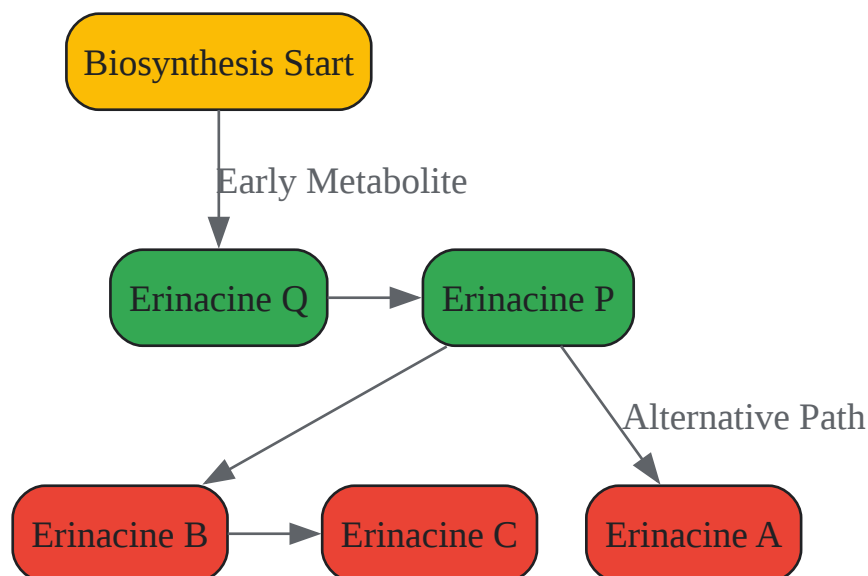 Biosynthesis Start
Early Metabolite
Erinacine Q
Erinacine P
Alternative Path
Erinacine B
Erinacine C
Erinacine A